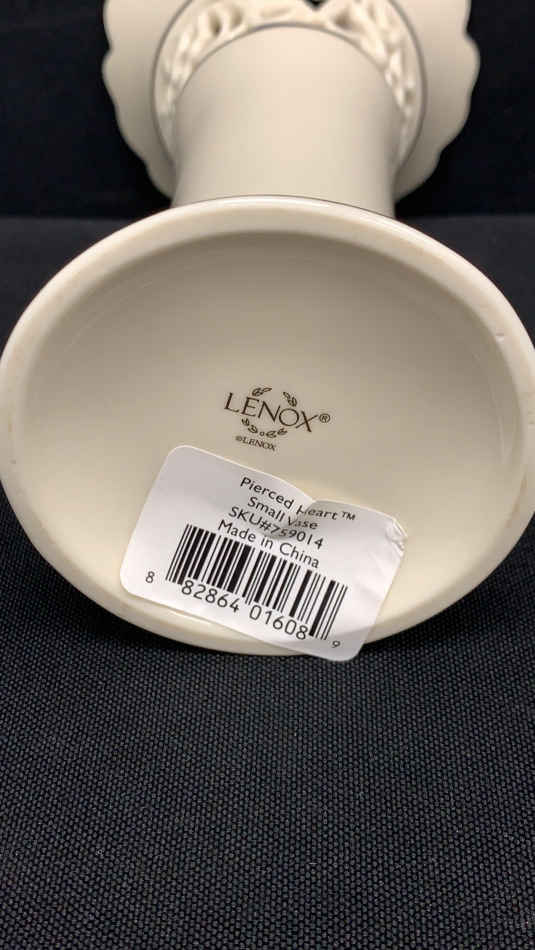 LENOX®
©LENOX
Pierced Heart™
Small Vase
SKU#759014
Made in China
8 82864 01608 9